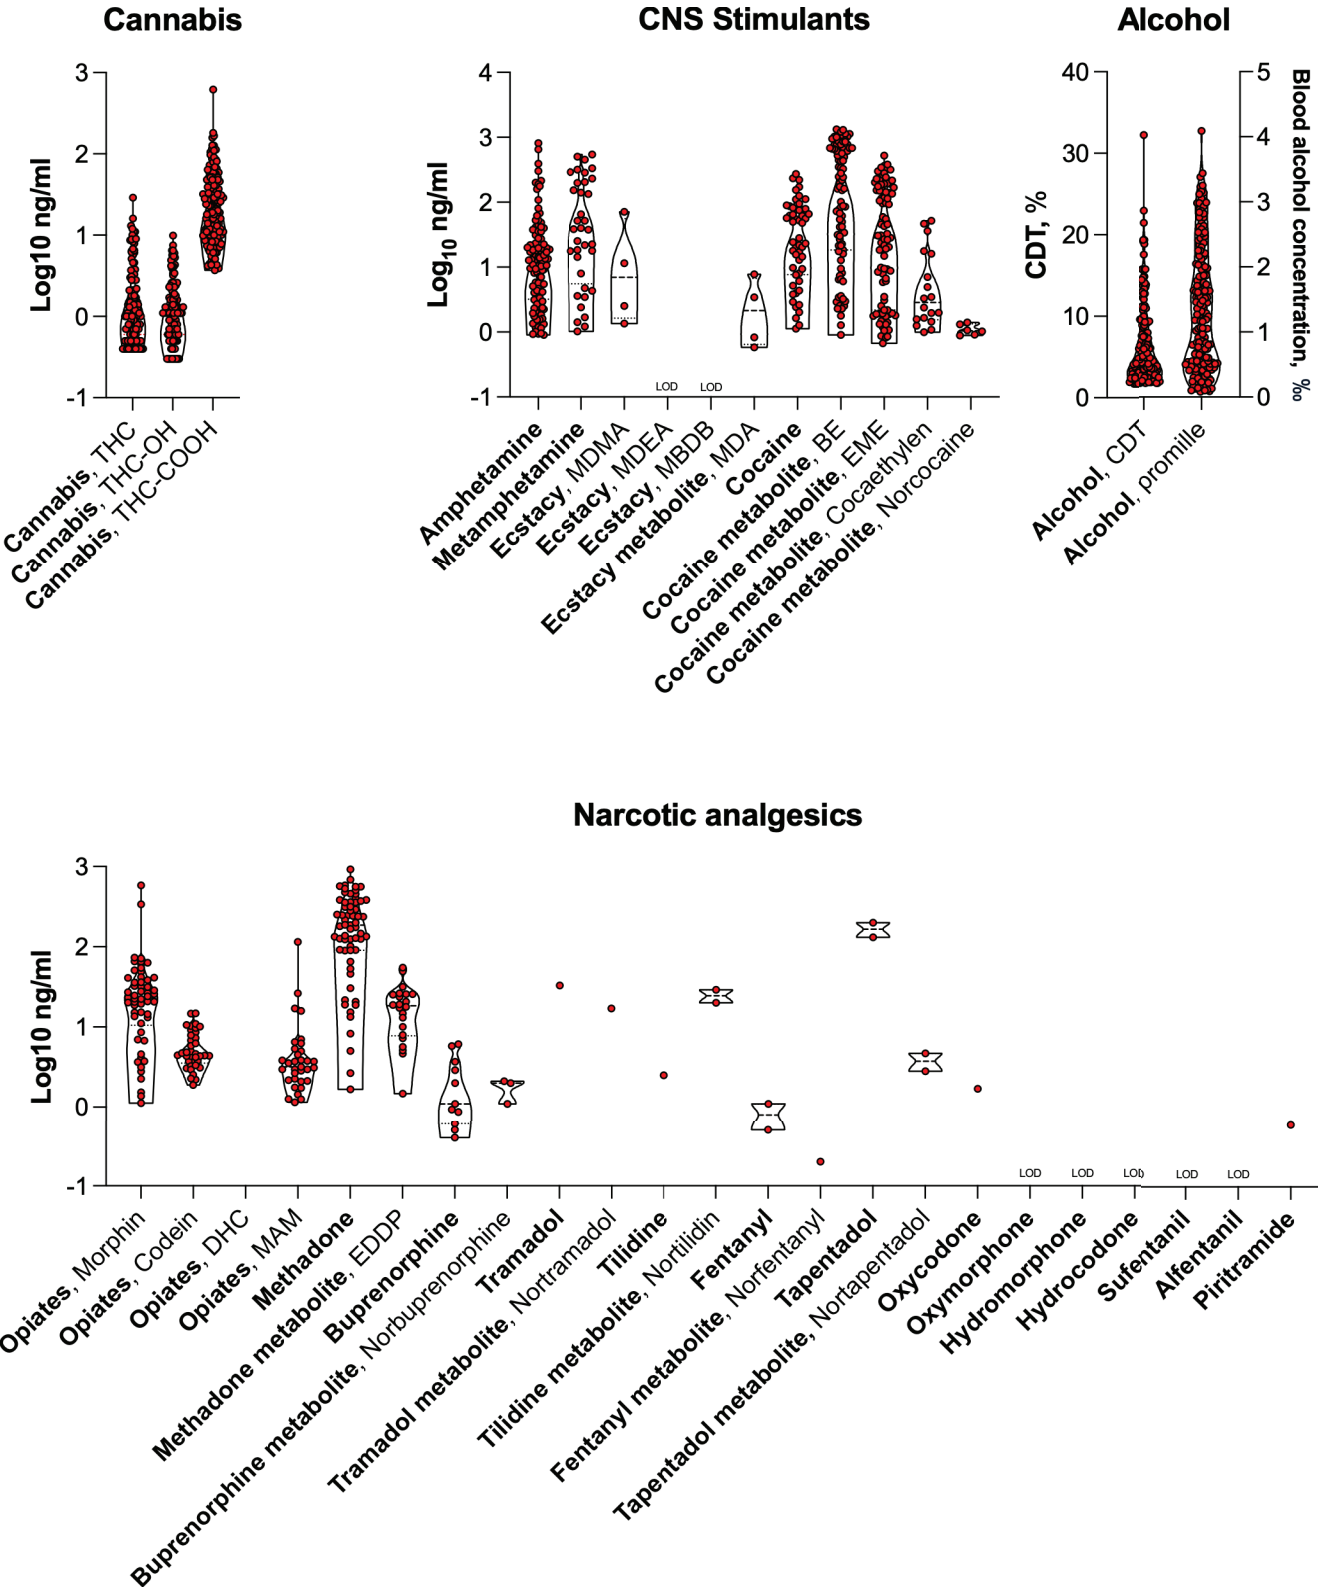 Cannabis
CNS Stimulants
Alcohol
Log10 ng/ml
3
2
1
0
-1
Cannabis, THC
Cannabis, THC-OH
Cannabis, THC-COOH
Log10 ng/ml
4
3
2
1
0
-1
LOD
LOD
Amphetamine
Metamphetamine
Ecstacy, MDMA
Ecstacy, MDEA
Ecstacy, MBDB
Ecstacy metabolite, MDA
Cocaine
Cocaine metabolite, BE
Cocaine metabolite, EME
Cocaine metabolite, Cocaethylen
Cocaine metabolite, Norcocaine
CDT, %
40
30
20
10
0
5
4
3
2
1
0
Blood alcohol concentration, ‰
Alcohol, CDT
Alcohol, promille
Narcotic analgesics
Log10 ng/ml
3
2
1
0
-1
LOD
LOD
LOD
LOD
LOD
Opiates, Morphin
Opiates, Codein
Opiates, DHC
Opiates, MAM
Methadone
Methadone metabolite, EDDP
Buprenorphine
Buprenorphine metabolite, Norbuprenorphine
Tramadol
Tramadol metabolite, Nortramadol
Tilidine
Tilidine metabolite, Nortilidin
Fentanyl
Fentanyl metabolite, Norfentanyl
Tapentadol
Tapentadol metabolite, Nortapentadol
Oxycodone
Oxymorphone
Hydromorphone
Hydrocodone
Sufentanil
Alfentanil
Piritramide